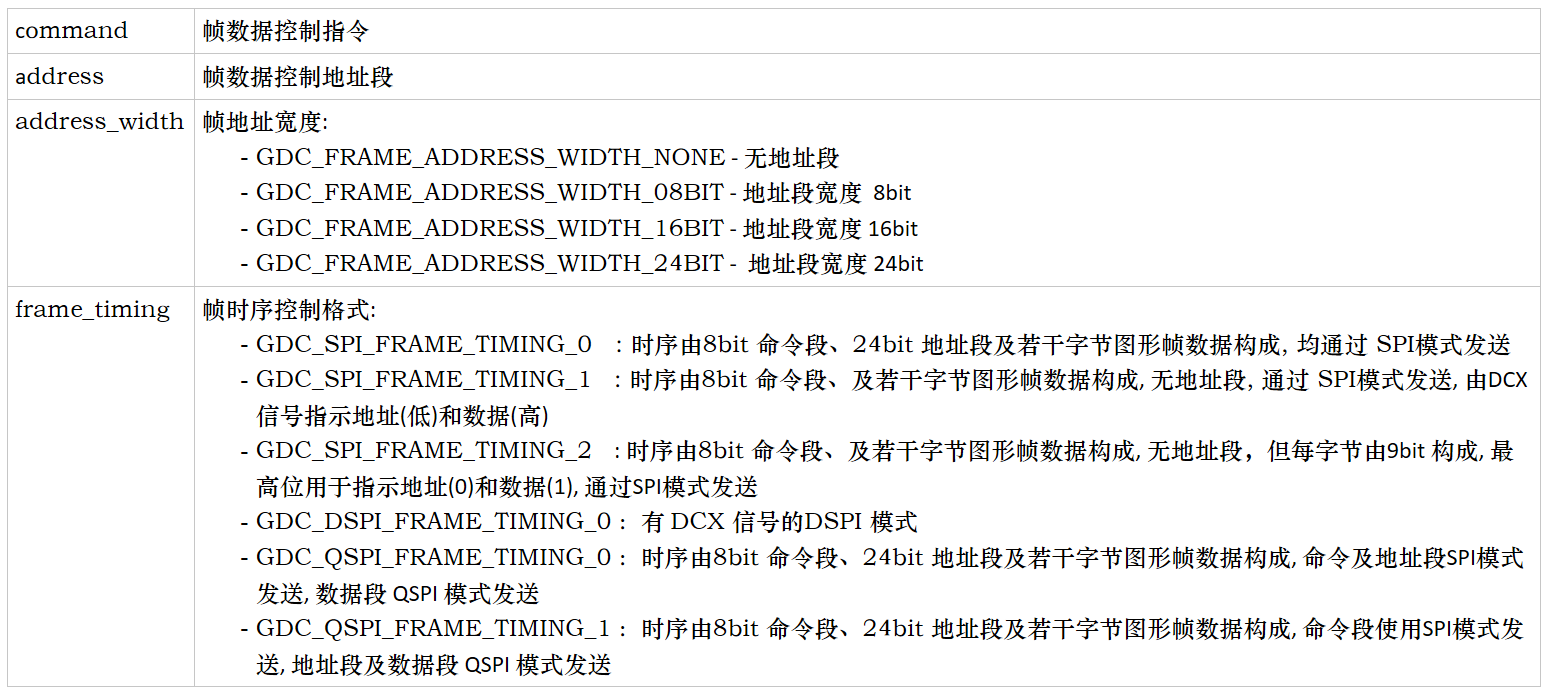 command 帧数据控制指令
address 帧数据控制地址段
address_width 帧地址宽度:
- GDC_FRAME_ADDRESS_WIDTH_NONE - 无地址段
- GDC_FRAME_ADDRESS_WIDTH_08BIT - 地址段宽度 8bit
- GDC_FRAME_ADDRESS_WIDTH_16BIT - 地址段宽度 16bit
- GDC_FRAME_ADDRESS_WIDTH_24BIT - 地址段宽度 24bit
frame_timing 帧时序控制格式:
- GDC_SPI_FRAME_TIMING_0 : 时序由8bit 命令段、24bit 地址段及若干字节图形帧数据构成, 均通过 SPI模式发送
- GDC_SPI_FRAME_TIMING_1 : 时序由8bit 命令段、及若干字节图形帧数据构成, 无地址段, 通过 SPI模式发送, 由DCX
信号指示地址(低)和数据(高)
- GDC_SPI_FRAME_TIMING_2 : 时序由8bit 命令段、及若干字节图形帧数据构成, 无地址段，但每字节由9bit 构成, 最
高位用于指示地址(0)和数据(1), 通过SPI模式发送
- GDC_DSPI_FRAME_TIMING_0 : 有 DCX 信号的DSPI 模式
- GDC_QSPI_FRAME_TIMING_0 : 时序由8bit 命令段、24bit 地址段及若干字节图形帧数据构成, 命令及地址段SPI模式
发送, 数据段 QSPI 模式发送
- GDC_QSPI_FRAME_TIMING_1 : 时序由8bit 命令段、24bit 地址段及若干字节图形帧数据构成, 命令段使用SPI模式发
送, 地址段及数据段 QSPI 模式发送